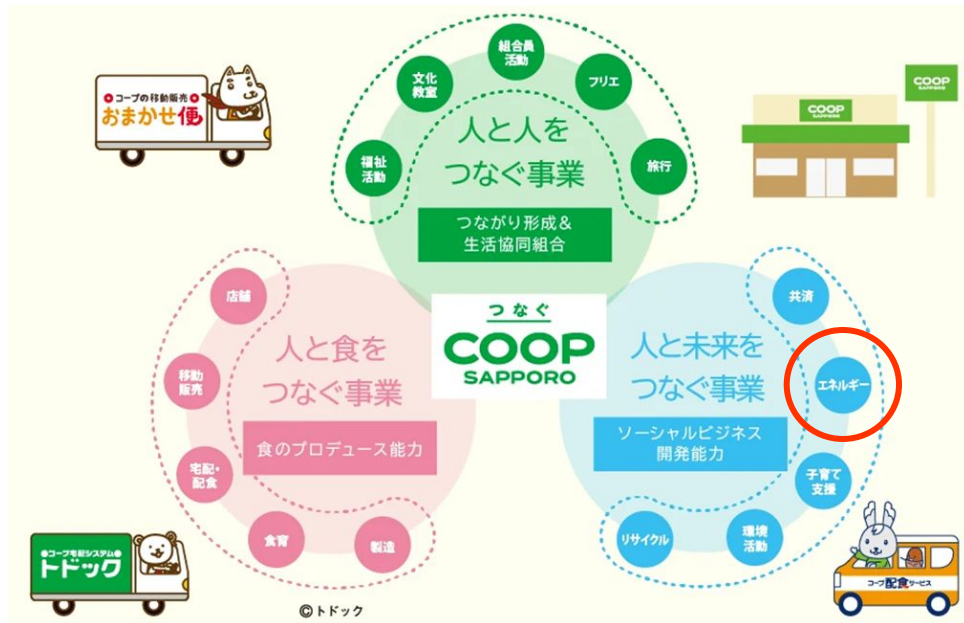 コープの移動販売
おまかせ便
COOP
SAPPORO
COOP
SAPPORO
組合員
活動
文化
教室
フリエ
福祉
活動
旅行
人と人を
つなぐ事業
つながり形成&
生活協同組合
つなぐ
COOP
SAPPORO
店舗
移動
販売
宅配・
配食
食育
製造
人と食を
つなぐ事業
食のプロデュース能力
共済
エネルギー
子育て
支援
環境
活動
リサイクル
人と未来を
つなぐ事業
ソーシャルビジネス
開発能力
●コープ宅配システム●
トドック
コープ配食サービス
©トドック